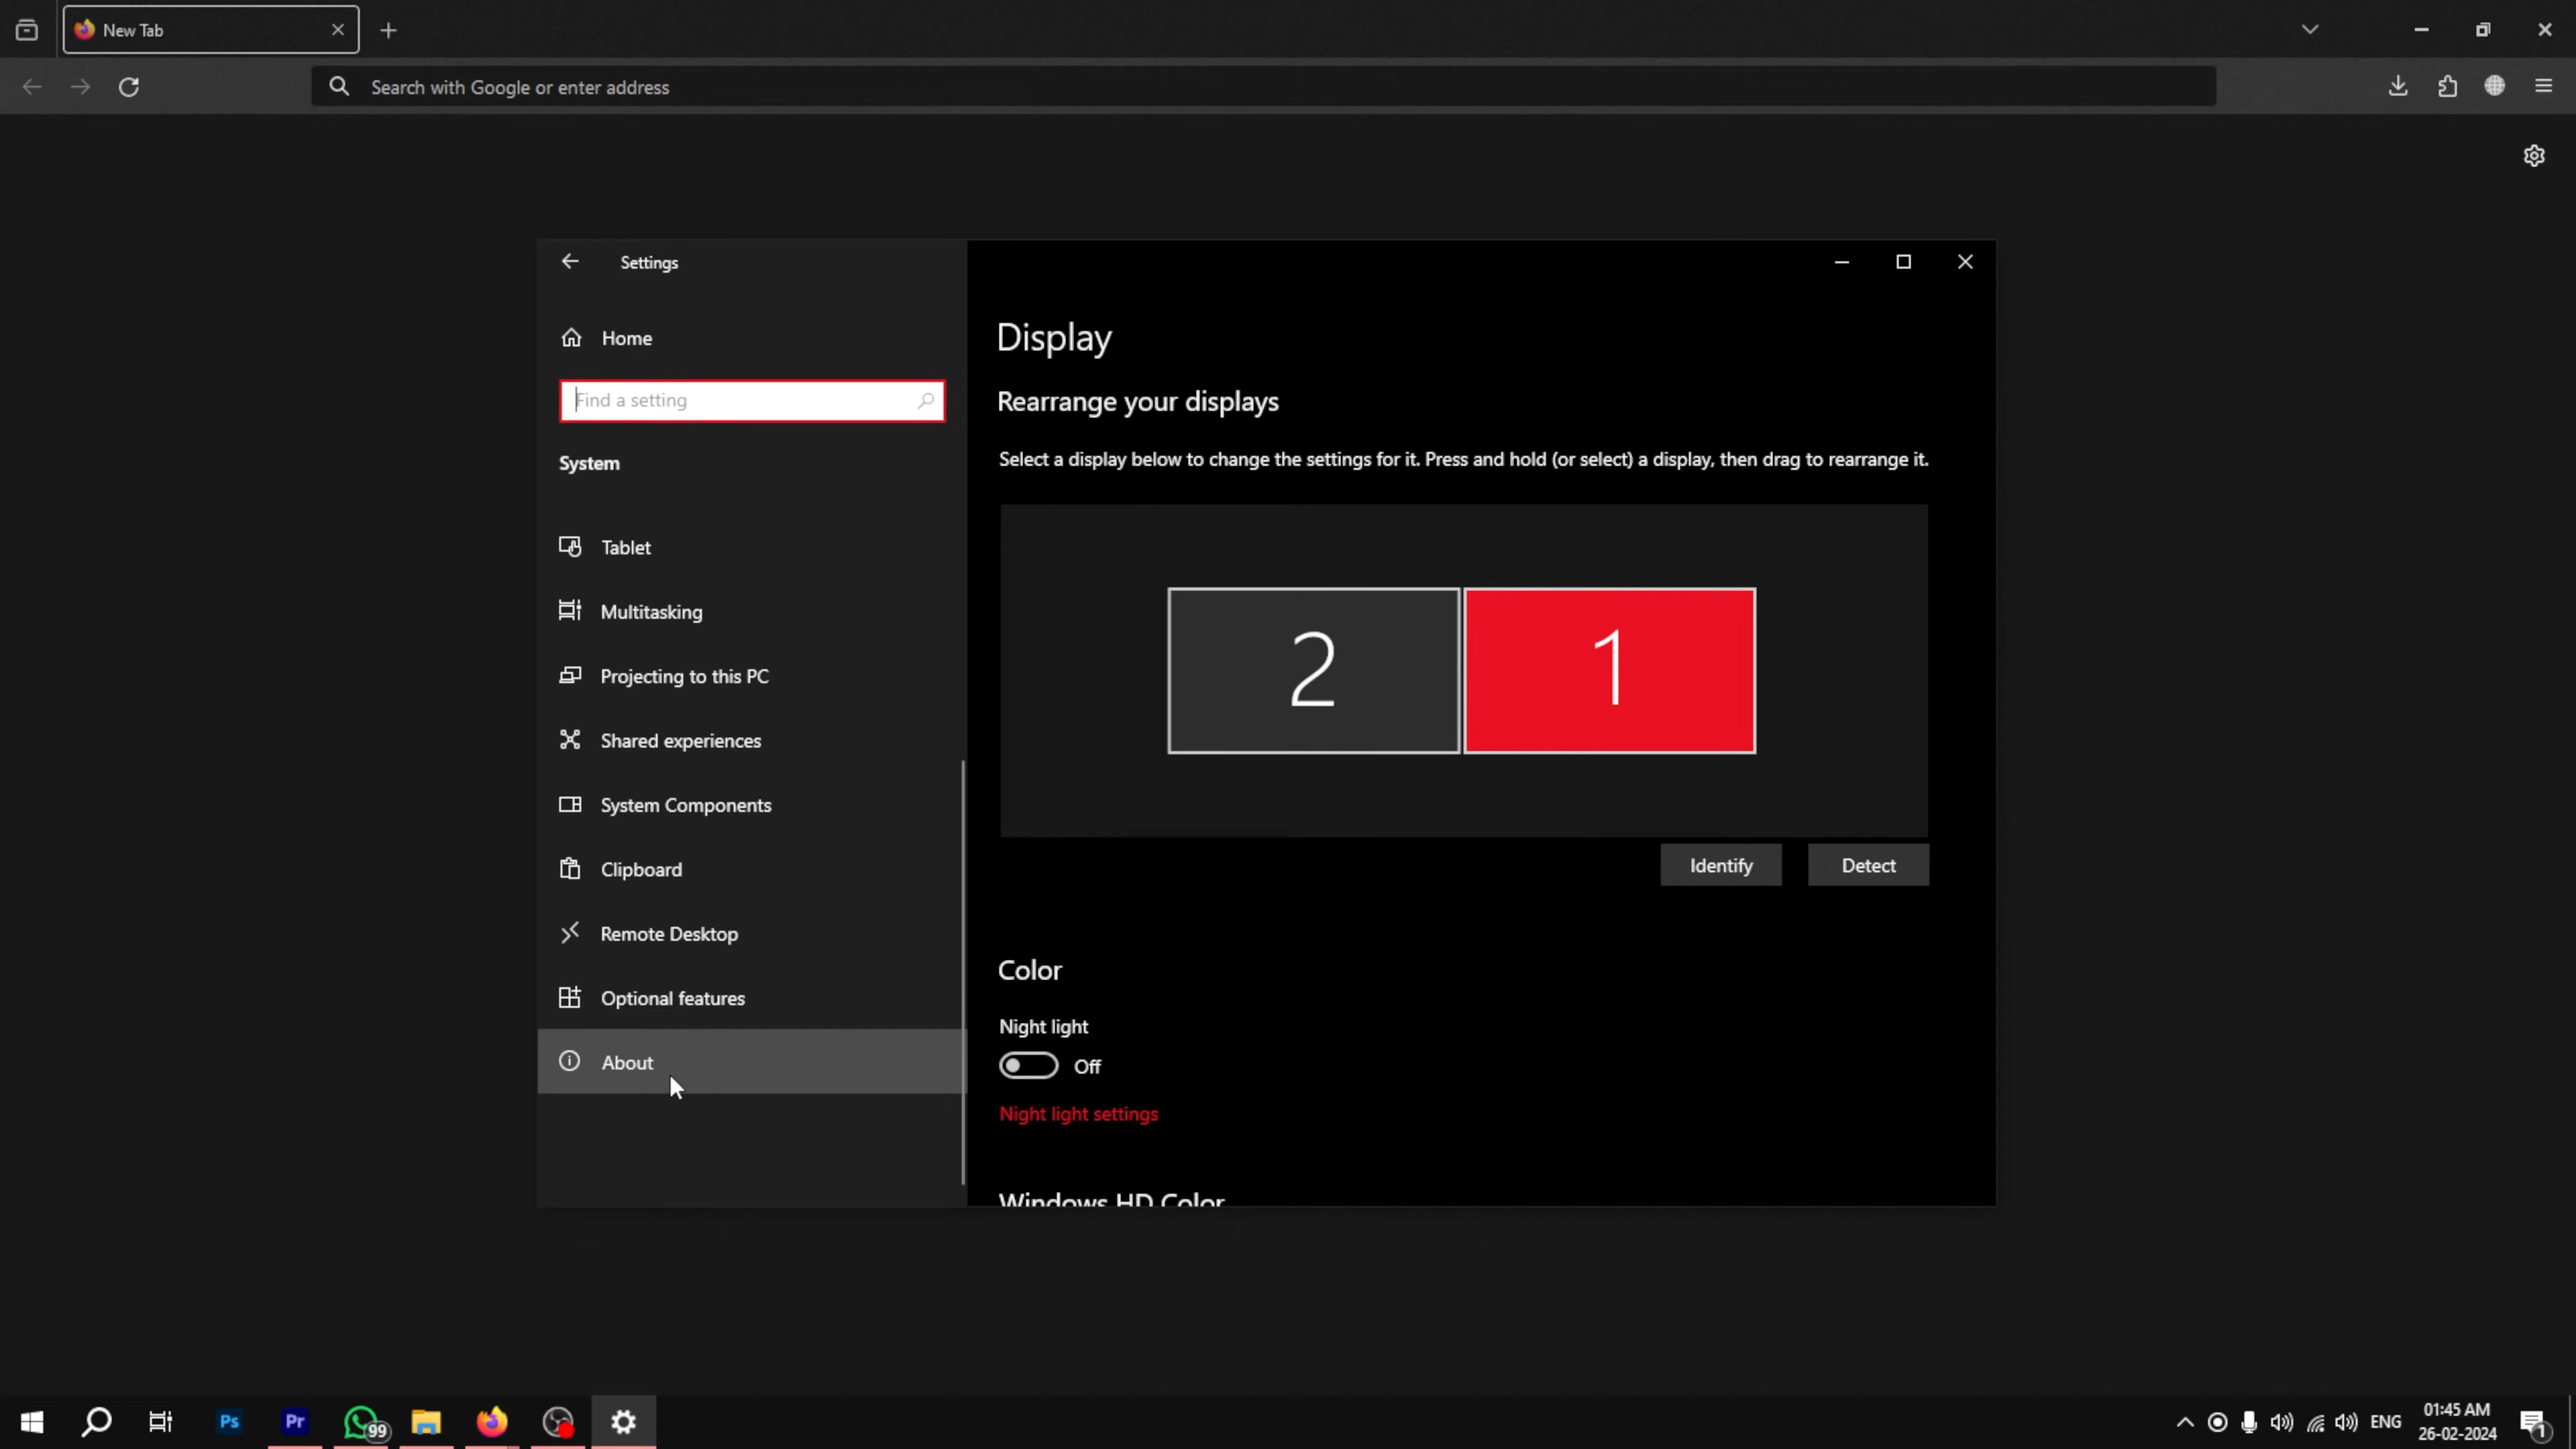 New Tab
Search with Google or enter address
Settings
Home
Find a setting
System
Tablet
Multitasking
Projecting to this PC
Shared experiences
System Components
Clipboard
Remote Desktop
Optional features
About
Display
Rearrange your displays
Select a display below to change the settings for it. Press and hold (or select) a display, then drag to rearrange it.
2 1
Identify Detect
Color
Night light
Off
Night light settings
Windows HD Color
Ps Pr 99 ENG 01:45 AM
26-02-2024 1